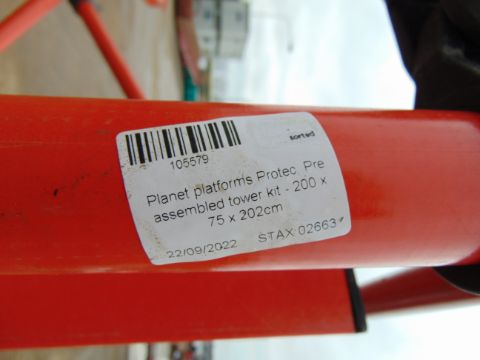 sorted
105579
Planet platforms Protec Pre
assembled tower kit - 200 x
75 x 202cm
22/09/2022 STAX 02663